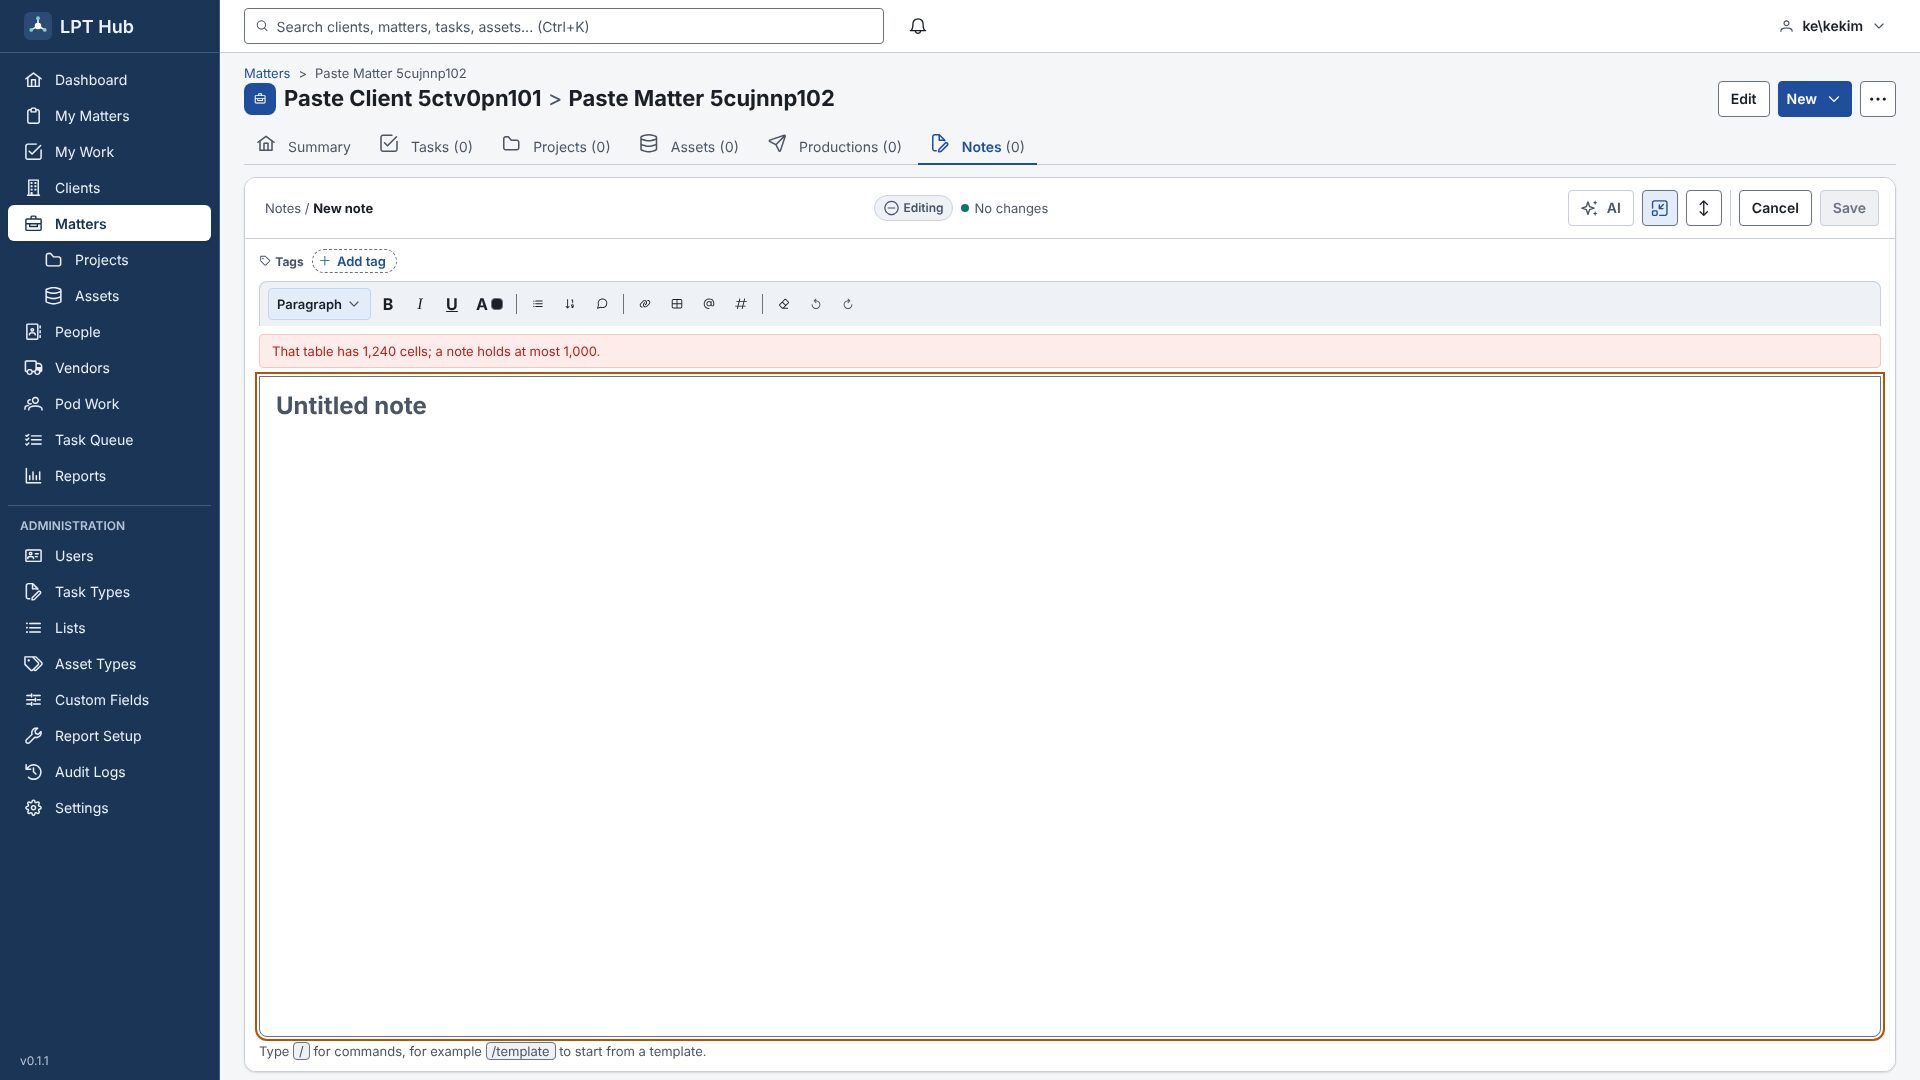 LPT Hub
Search clients, matters, tasks, assets... (Ctrl+K)
ke\kekim
Dashboard
My Matters
My Work
Clients
Matters
Projects
Assets
People
Vendors
Pod Work
Task Queue
Reports
ADMINISTRATION
Users
Task Types
Lists
Asset Types
Custom Fields
Report Setup
Audit Logs
Settings
v0.1.1
Matters > Paste Matter 5cujnnp102
Paste Client 5ctv0pn101 > Paste Matter 5cujnnp102
Edit
New
Summary
Tasks (0)
Projects (0)
Assets (0)
Productions (0)
Notes (0)
Notes / New note
Editing
No changes
AI
Cancel
Save
Tags
+ Add tag
Paragraph
B I U A
@ #
That table has 1,240 cells; a note holds at most 1,000.
Untitled note
Type / for commands, for example /template to start from a template.